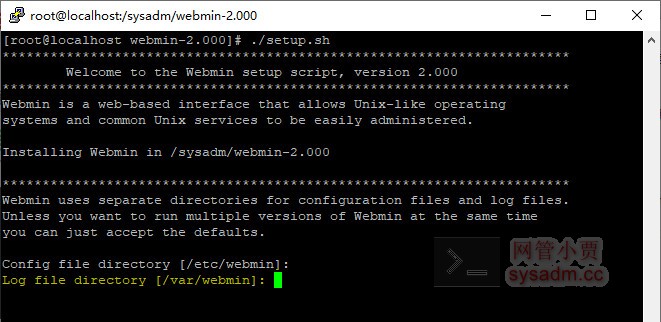 root@localhost:/sysadm/webmin-2.000
[root@localhost webmin-2.000]# ./setup.sh
***********************************************************************
        Welcome to the Webmin setup script, version 2.000
***********************************************************************
Webmin is a web-based interface that allows Unix-like operating
systems and common Unix services to be easily administered.

Installing Webmin in /sysadm/webmin-2.000

***********************************************************************
Webmin uses separate directories for configuration files and log files.
Unless you want to run multiple versions of Webmin at the same time
you can just accept the defaults.

Config file directory [/etc/webmin]:
Log file directory [/var/webmin]:
>_
网管小贾
sysadm.cc